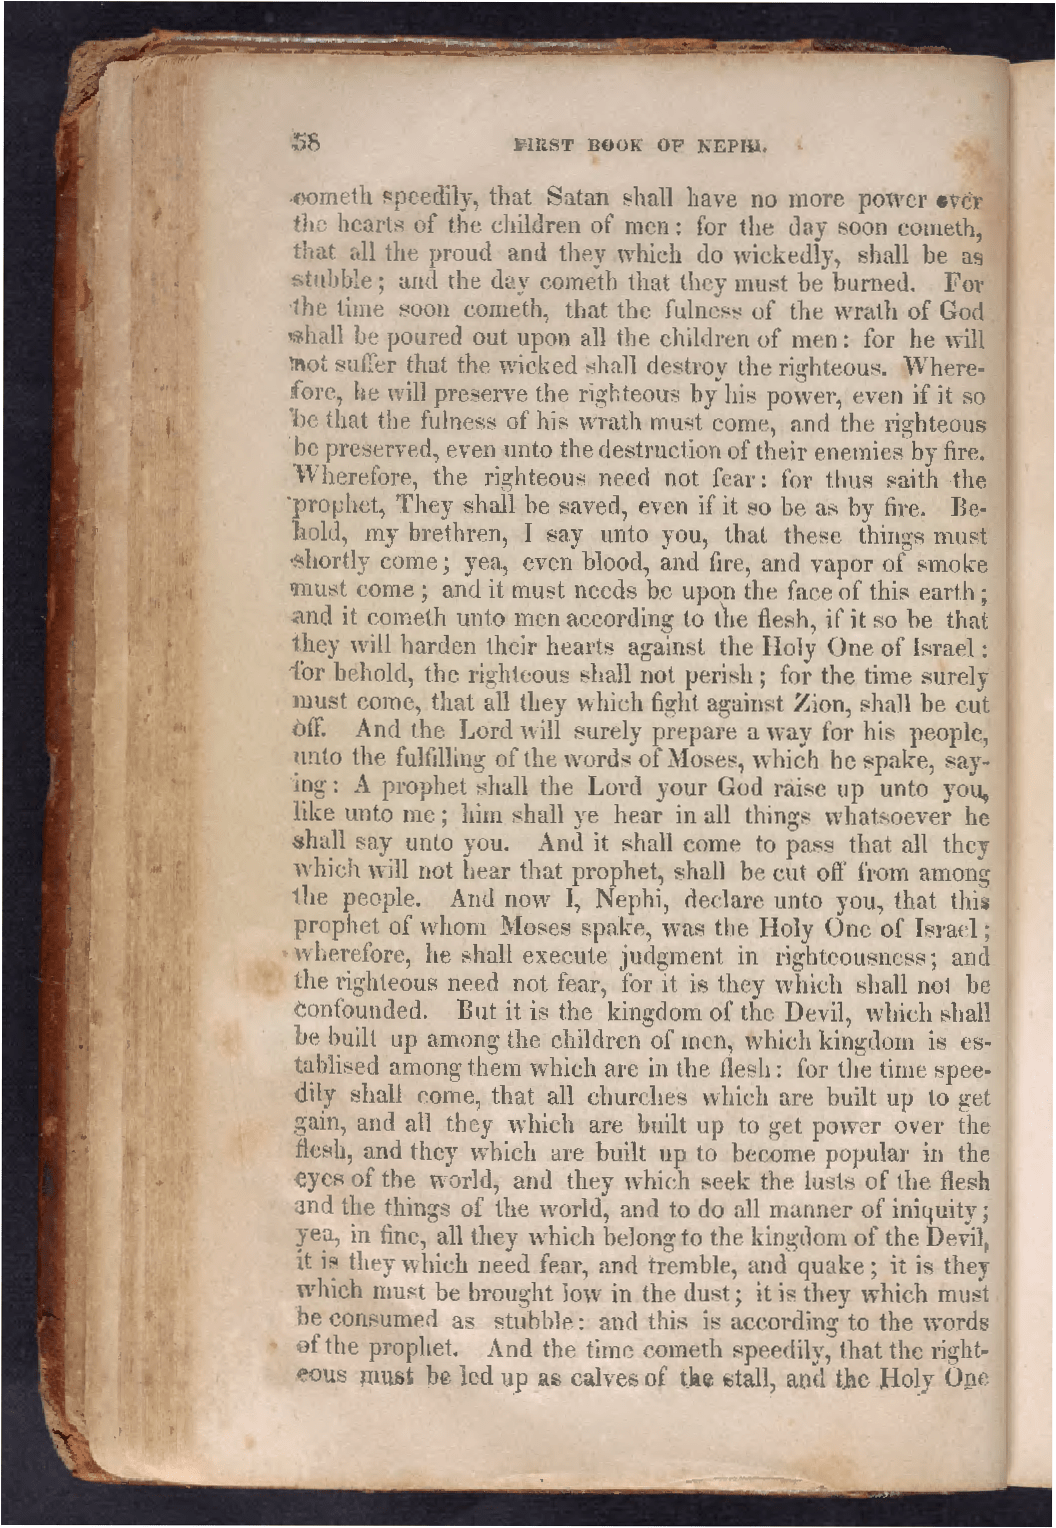 58 FIRST BOOK OF NEPHI.
cometh speedily, that Satan shall have no more power over
the hearts of the children of men: for the day soon cometh,
that all the proud and they which do wickedly, shall be as
stubble; and the day cometh that they must be burned. For
the time soon cometh, that the fulness of the wrath of God
shall be poured out upon all the children of men: for he will
not suffer that the wicked shall destroy the righteous. Where-
fore, he will preserve the righteous by his power, even if it so
be that the fulness of his wrath must come, and the righteous
be preserved, even unto the destruction of their enemies by fire.
Wherefore, the righteous need not fear: for thus saith the
prophet, They shall be saved, even if it so be as by fire. Be-
hold, my brethren, I say unto you, that these things must
shortly come; yea, even blood, and fire, and vapor of smoke
must come; and it must needs be upon the face of this earth;
and it cometh unto men according to the flesh, if it so be that
they will harden their hearts against the Holy One of Israel:
for behold, the righteous shall not perish; for the time surely
must come, that all they which fight against Zion, shall be cut
off. And the Lord will surely prepare a way for his people,
unto the fulfilling of the words of Moses, which he spake, say-
ing: A prophet shall the Lord your God raise up unto you,
like unto me; him shall ye hear in all things whatsoever he
shall say unto you. And it shall come to pass that all they
which will not hear that prophet, shall be cut off from among
the people. And now I, Nephi, declare unto you, that this
prophet of whom Moses spake, was the Holy One of Israel;
wherefore, he shall execute judgment in righteousness; and
the righteous need not fear, for it is they which shall not be
confounded. But it is the kingdom of the Devil, which shall
be built up among the children of men, which kingdom is es-
tablised among them which are in the flesh: for the time spee-
dily shall come, that all churches which are built up to get
gain, and all they which are built up to get power over the
flesh, and they which are built up to become popular in the
eyes of the world, and they which seek the lusts of the flesh
and the things of the world, and to do all manner of iniquity;
yea, in fine, all they which belong to the kingdom of the Devil,
it is they which need fear, and tremble, and quake; it is they
which must be brought low in the dust; it is they which must
be consumed as stubble: and this is according to the words
of the prophet. And the time cometh speedily, that the right-
eous must be led up as calves of the stall, and the Holy One